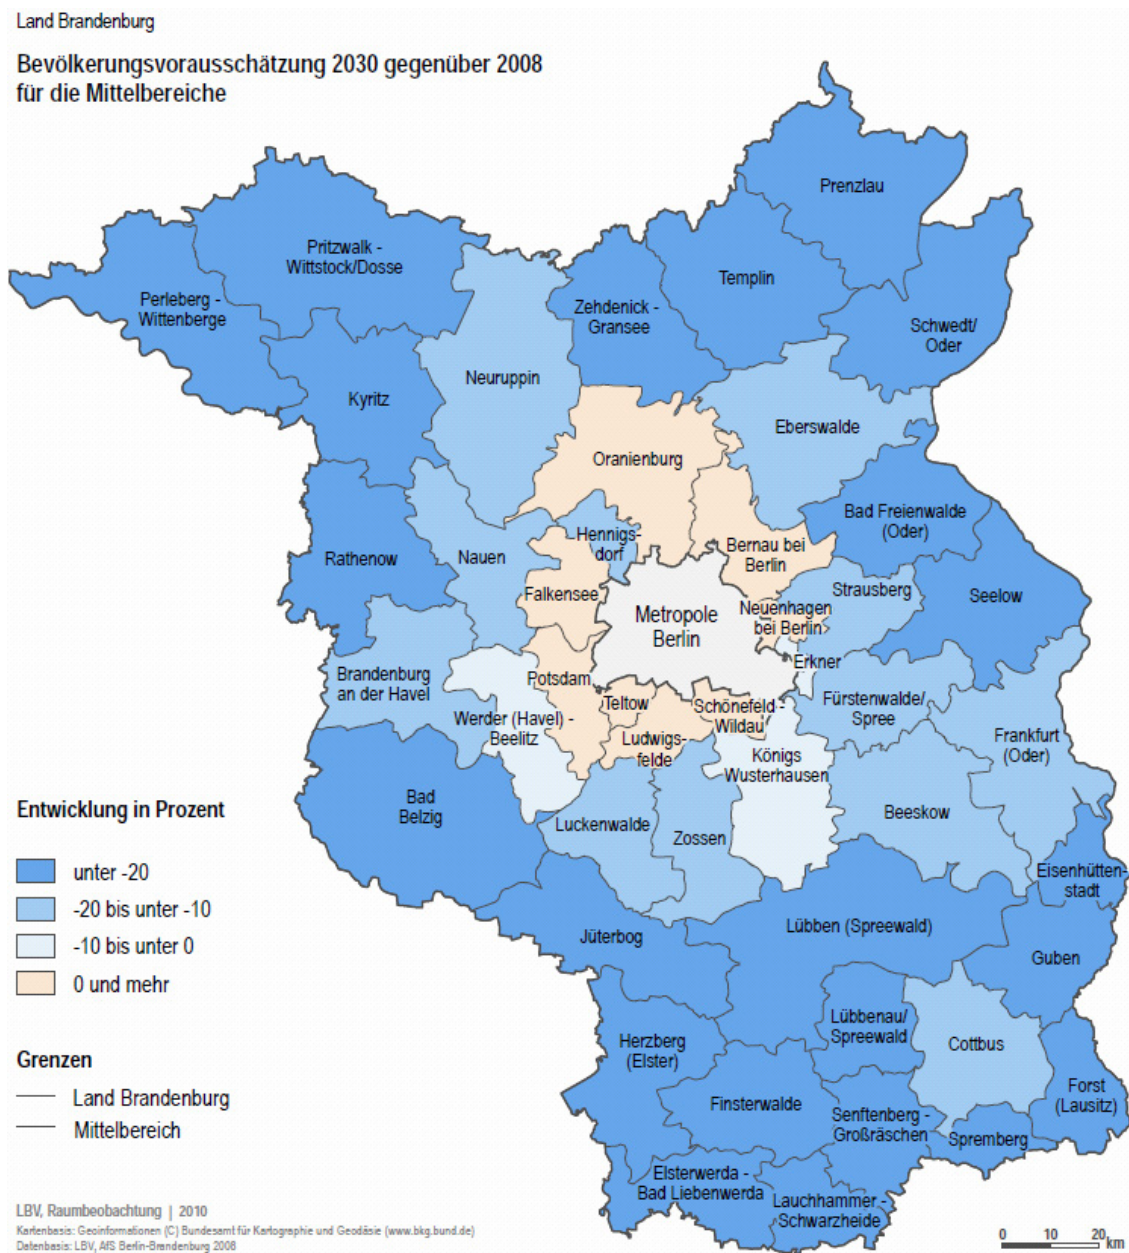 Land Brandenburg
Bevölkerungsvorausschätzung 2030 gegenüber 2008
für die Mittelbereiche
Prenzlau
Pritzwalk -
Wittstock/Dosse
Perleberg -
Wittenberge
Zehdenick -
Gransee
Templin
Schwedt/
Oder
Neuruppin
Kyritz
Eberswalde
Oranienburg
Bad Freienwalde
(Oder)
Hennigs-
dorf
Bernau bei
Berlin
Rathenow
Nauen
Falkensee
Metropole
Berlin
Neuenhagen
bei Berlin
Strausberg
Seelow
Erkner
Brandenburg
an der Havel
Potsdam
Werder (Havel) -
Beelitz
Teltow
Schönefeld -
Wildau
Ludwigs-
felde
Fürstenwalde/
Spree
Frankfurt
(Oder)
Königs
Wusterhausen
Bad
Belzig
Luckenwalde
Zossen
Beeskow
Eisenhütten-
stadt
Jüterbog
Lübben (Spreewald)
Guben
Lübbenau/
Spreewald
Cottbus
Herzberg
(Elster)
Finsterwalde
Forst
(Lausitz)
Senftenberg -
Großräschen
Spremberg
Elsterwerda -
Bad Liebenwerda
Lauchhammer -
Schwarzheide
Entwicklung in Prozent
unter -20
-20 bis unter -10
-10 bis unter 0
0 und mehr
Grenzen
Land Brandenburg
Mittelbereich
LBV, Raumbeobachtung | 2010
Kartenbasis: Geoinformationen (C) Bundesamt für Kartographie und Geodäsie (www.bkg.bund.de)
Datenbasis: LBV, AfS Berlin-Brandenburg 2008
0 10 20 km